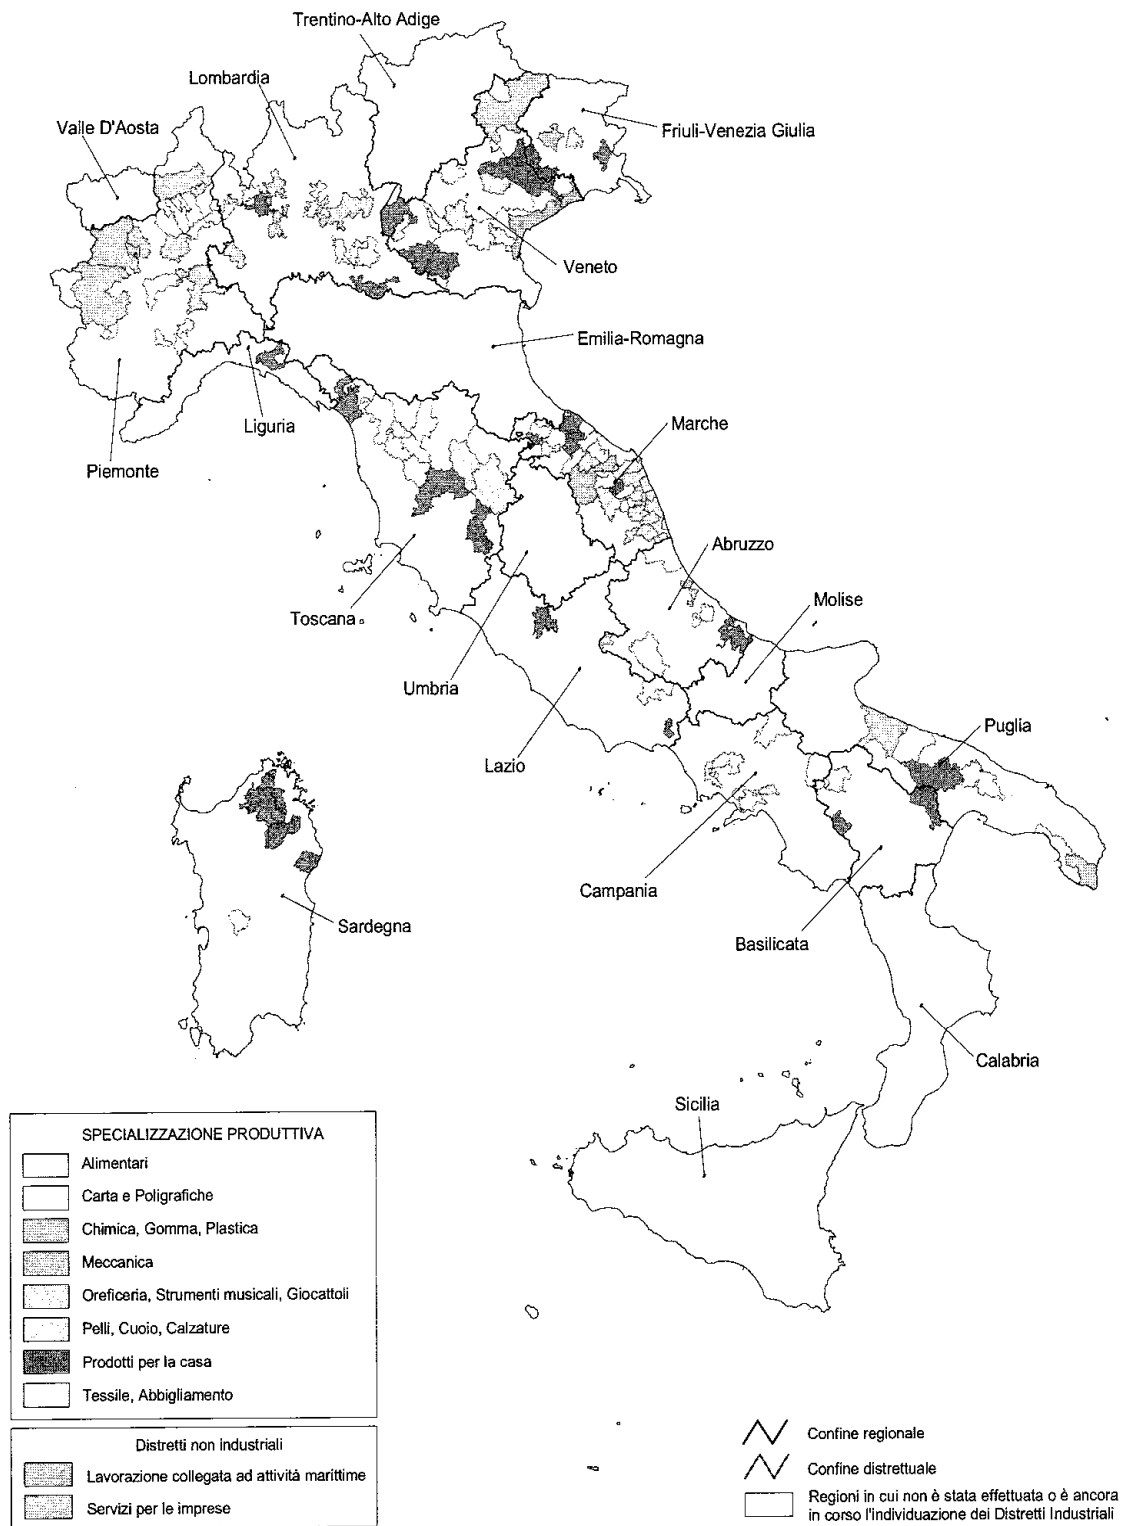 Trentino-Alto Adige
Lombardia
Valle D'Aosta
Friuli-Venezia Giulia
Veneto
Emilia-Romagna
Marche
Liguria
Piemonte
Abruzzo
Molise
Toscana
Umbria
Puglia
Lazio
Campania
Sardegna
Basilicata
Calabria
Sicilia
SPECIALIZZAZIONE PRODUTTIVA
Alimentari
Carta e Poligrafiche
Chimica, Gomma, Plastica
Meccanica
Oreficeria, Strumenti musicali, Giocattoli
Pelli, Cuoio, Calzature
Prodotti per la casa
Tessile, Abbigliamento
Distretti non industriali
Lavorazione collegata ad attività marittime
Servizi per le imprese
Confine regionale
Confine distrettuale
Regioni in cui non è stata effettuata o è ancora
in corso l'individuazione dei Distretti Industriali